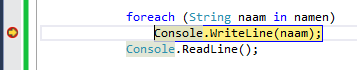 foreach (String naam in namen)
Console.WriteLine(naam);
Console.ReadLine();